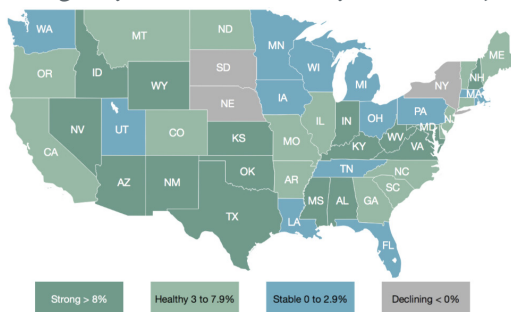 WA
MT
ND
MN
ME
OR
ID
SD
WI
MI
NY
NH
MA
WY
IA
NE
PA
NJ
NV
UT
CO
IL
IN
OH
MD
CA
KS
MO
KY
WV
VA
AZ
NM
OK
AR
TN
NC
SC
TX
MS
AL
GA
LA
FL
Strong > 8%
Healthy 3 to 7.9%
Stable 0 to 2.9%
Declining < 0%